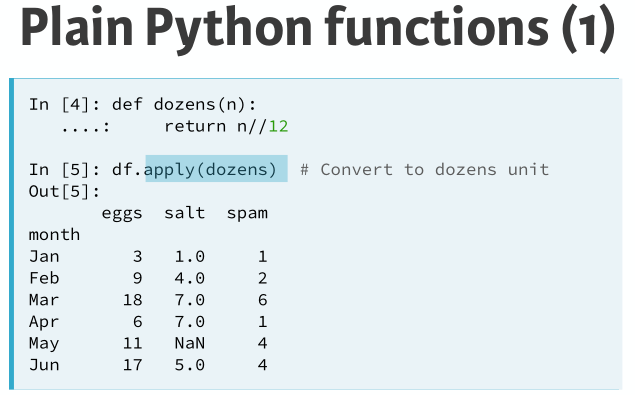 Plain Python functions (1)
In [4]: def dozens(n):
   ....:     return n//12
In [5]: df.apply(dozens)  # Convert to dozens unit
Out[5]:
       eggs  salt  spam
month
Jan       3   1.0     1
Feb       9   4.0     2
Mar      18   7.0     6
Apr       6   7.0     1
May      11   NaN     4
Jun      17   5.0     4